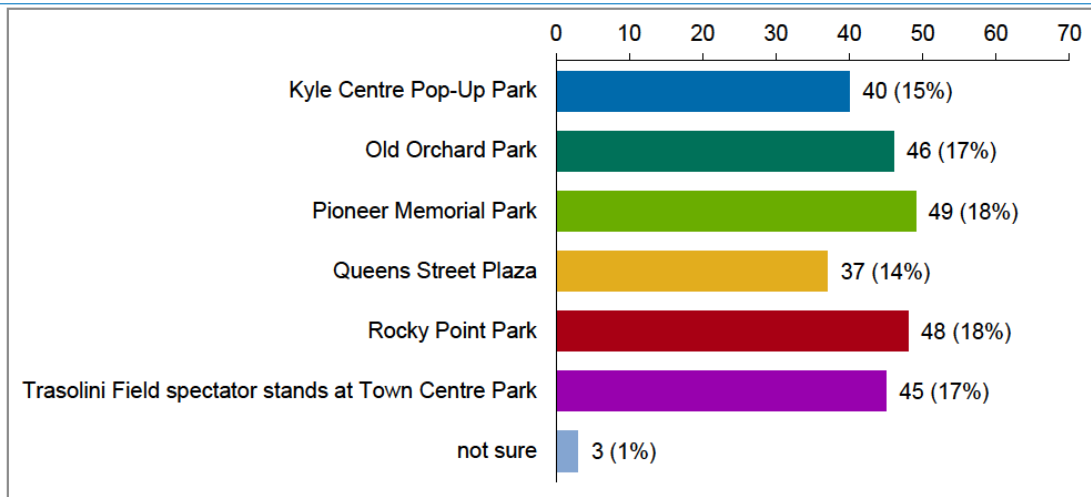 0 10 20 30 40 50 60 70
Kyle Centre Pop-Up Park 40 (15%)
Old Orchard Park 46 (17%)
Pioneer Memorial Park 49 (18%)
Queens Street Plaza 37 (14%)
Rocky Point Park 48 (18%)
Trasolini Field spectator stands at Town Centre Park 45 (17%)
not sure 3 (1%)